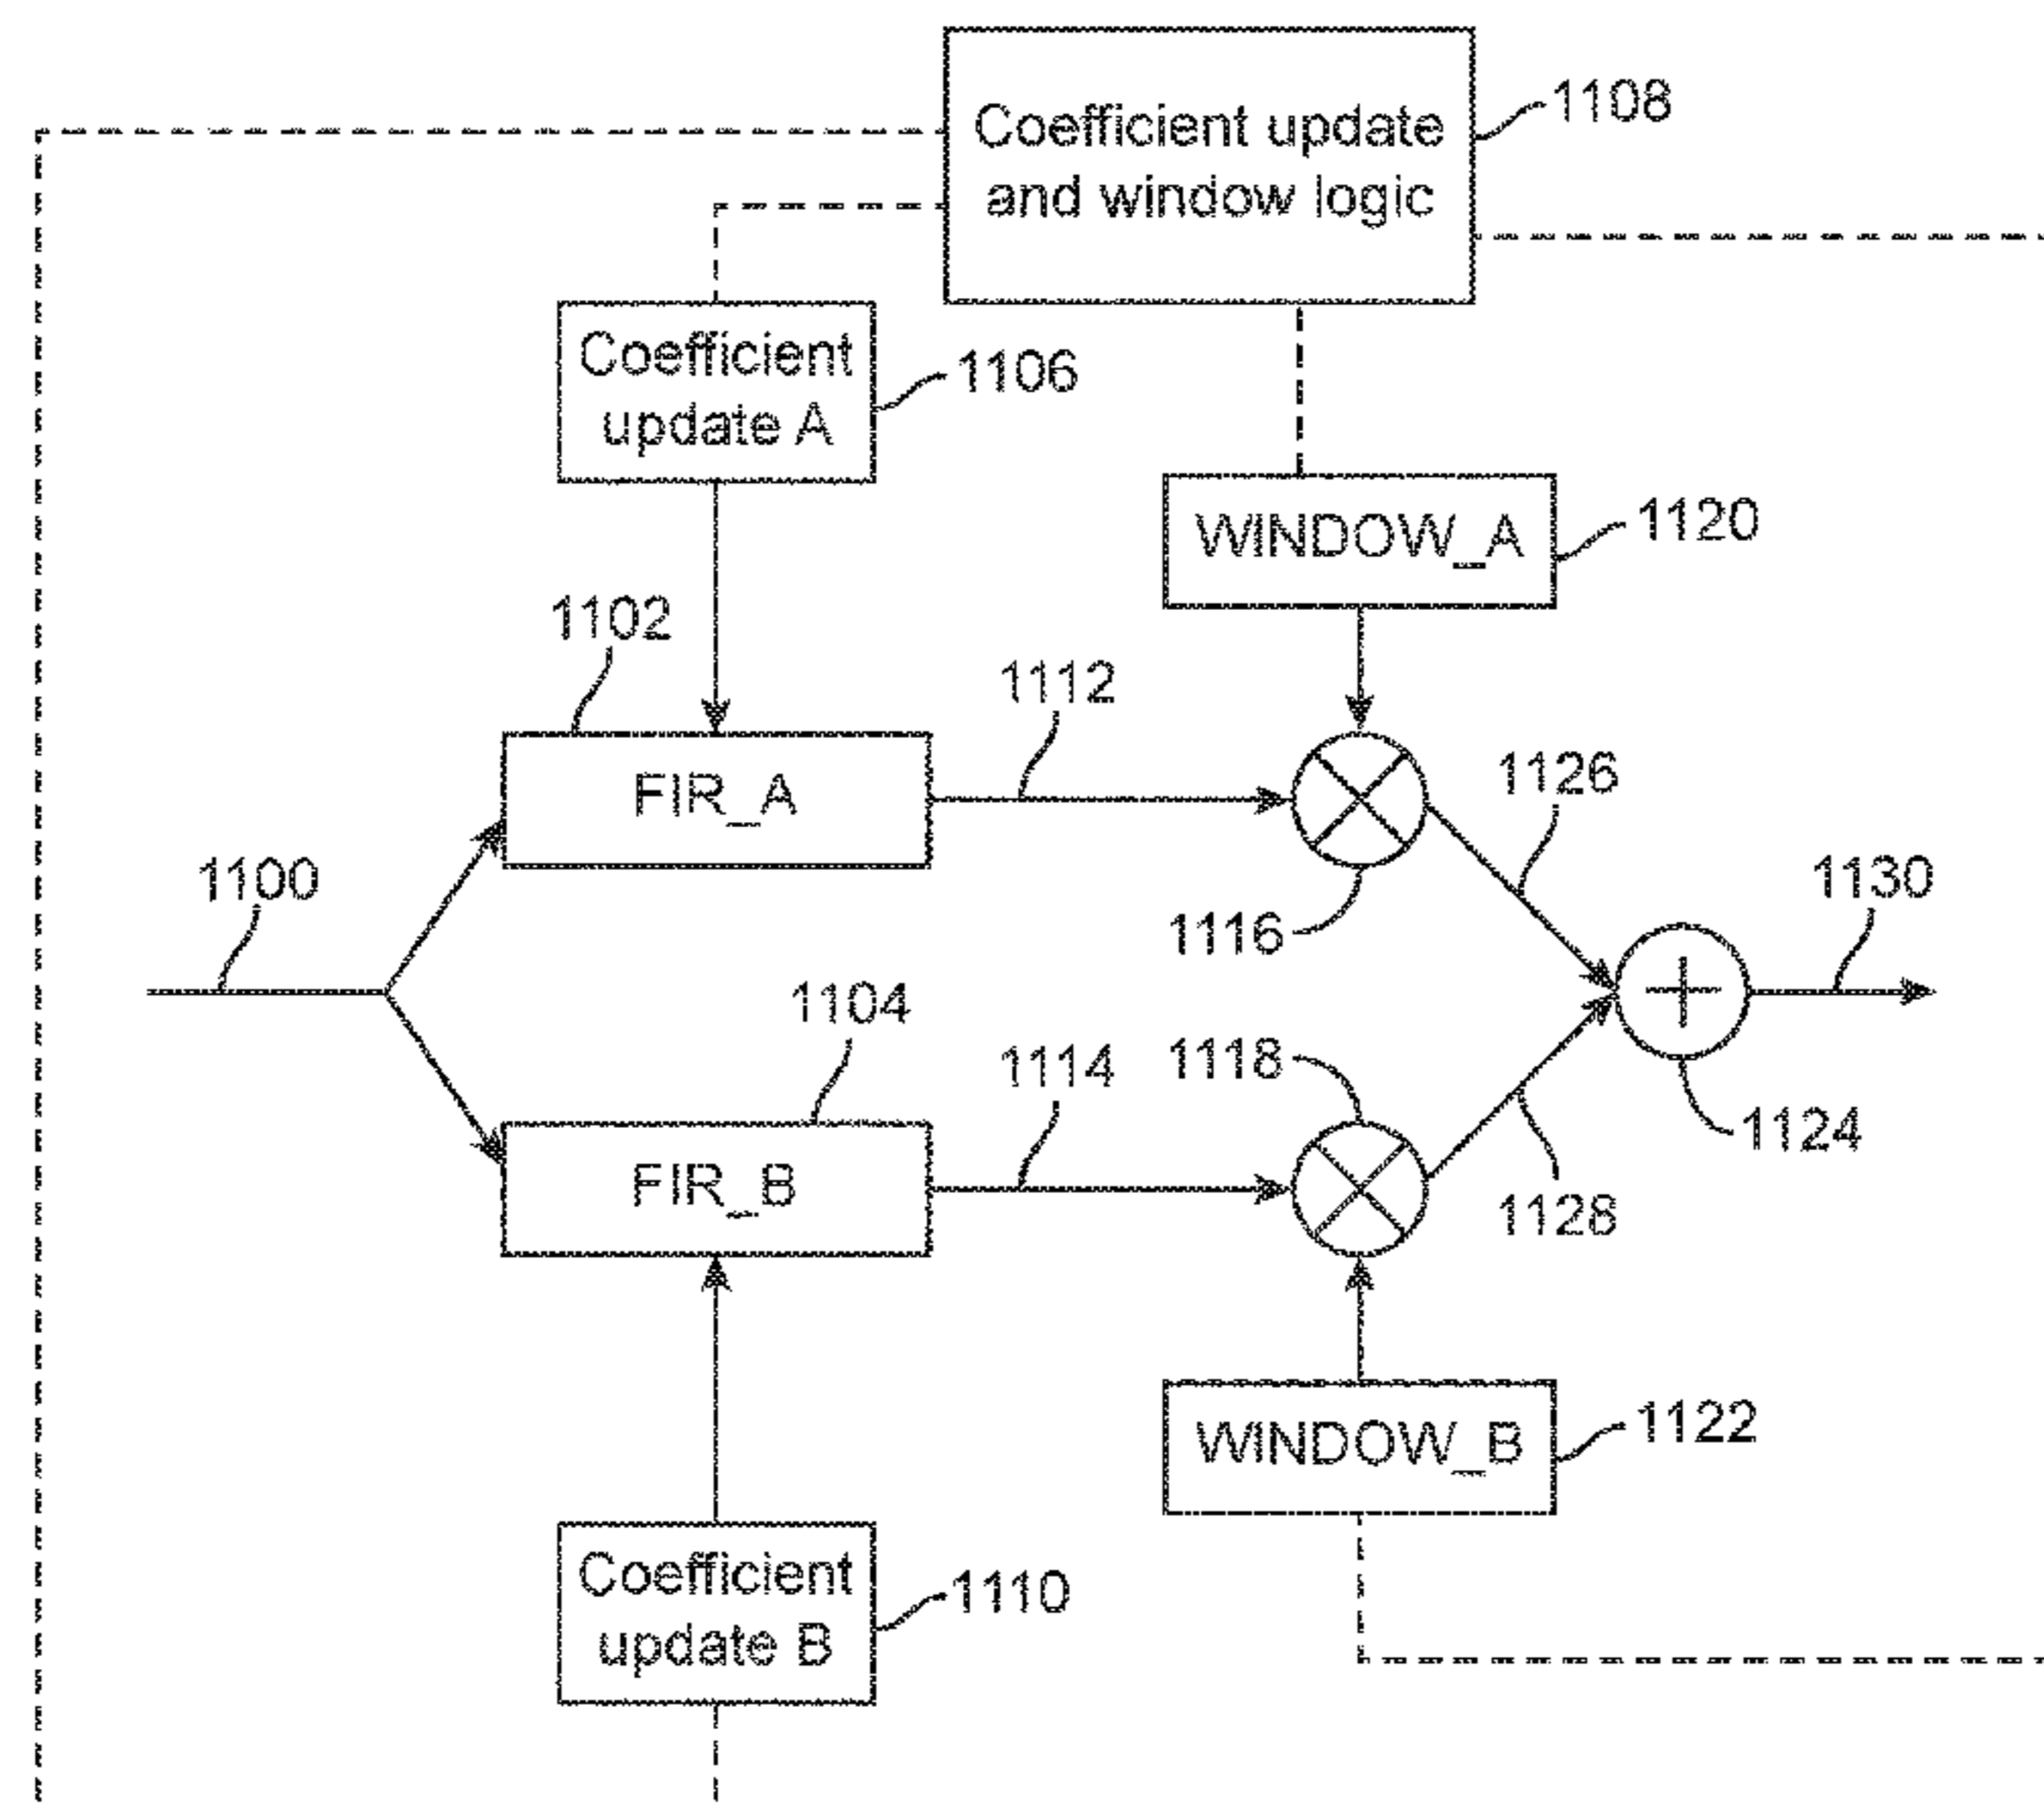 Coefficient update
and window logic
1108
Coefficient
update A
1106
WINDOW_A
1120
1102
1112
FIR_A
1126
1100
1116
1130
1104
1114
1118
1124
FIR_B
1128
WINDOW_B
1122
Coefficient
update B
1110